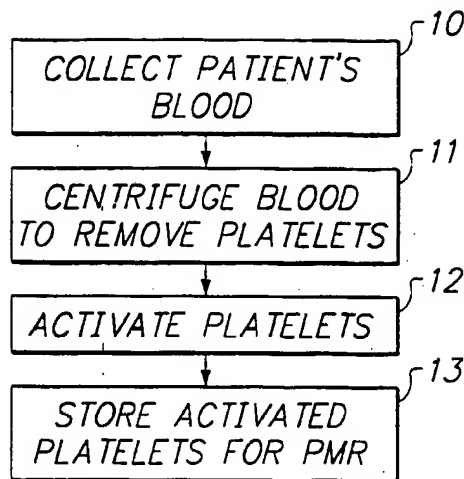 10
COLLECT PATIENT'S
BLOOD
11
CENTRIFUGE BLOOD
TO REMOVE PLATELETS
12
ACTIVATE PLATELETS
13
STORE ACTIVATED
PLATELETS FOR PMR